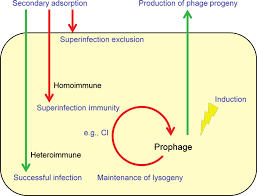 Secondary adsorption
Production of phage progeny
Superinfection exclusion
Homoimmune
Induction
Superinfection immunity
e.g., CI
Prophage
Heteroimmune
Successful infection
Maintenance of lysogeny